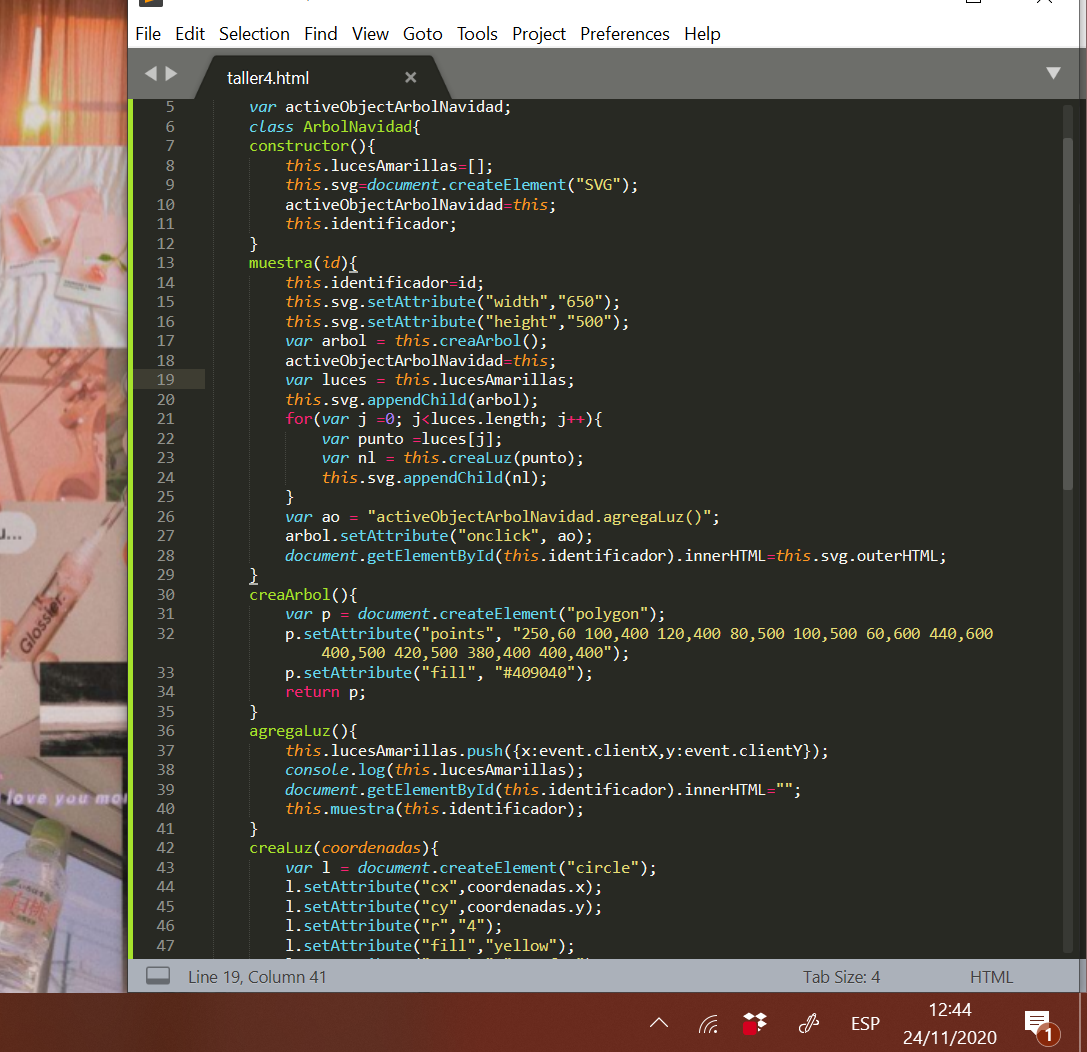 File Edit Selection Find View Goto Tools Project Preferences Help
taller4.html
5 var activeObjectArbolNavidad;
6 class ArbolNavidad{
7 constructor(){
8 this.lucesAmarillas=[];
9 this.svg=document.createElement("SVG");
10 activeObjectArbolNavidad=this;
11 this.identificador;
12 }
13 muestra(id){
14 this.identificador=id;
15 this.svg.setAttribute("width","650");
16 this.svg.setAttribute("height","500");
17 var arbol = this.creaArbol();
18 activeObjectArbolNavidad=this;
19 var luces = this.lucesAmarillas;
20 this.svg.appendChild(arbol);
21 for(var j =0; j<luces.length; j++){
22 var punto =luces[j];
23 var nl = this.creaLuz(punto);
24 this.svg.appendChild(nl);
25 }
26 var ao = "activeObjectArbolNavidad.agregaLuz()";
27 arbol.setAttribute("onclick", ao);
28 document.getElementById(this.identificador).innerHTML=this.svg.outerHTML;
29 }
30 creaArbol(){
31 var p = document.createElement("polygon");
32 p.setAttribute("points", "250,60 100,400 120,400 80,500 100,500 60,600 440,600
400,500 420,500 380,400 400,400");
33 p.setAttribute("fill", "#409040");
34 return p;
35 }
36 agregaLuz(){
37 this.lucesAmarillas.push({x:event.clientX,y:event.clientY});
38 console.log(this.lucesAmarillas);
39 document.getElementById(this.identificador).innerHTML="";
40 this.muestra(this.identificador);
41 }
42 creaLuz(coordenadas){
43 var l = document.createElement("circle");
44 l.setAttribute("cx",coordenadas.x);
45 l.setAttribute("cy",coordenadas.y);
46 l.setAttribute("r","4");
47 l.setAttribute("fill","yellow");
Line 19, Column 41 Tab Size: 4 HTML
Glossier.
love you
ESP
12:44
24/11/2020
1